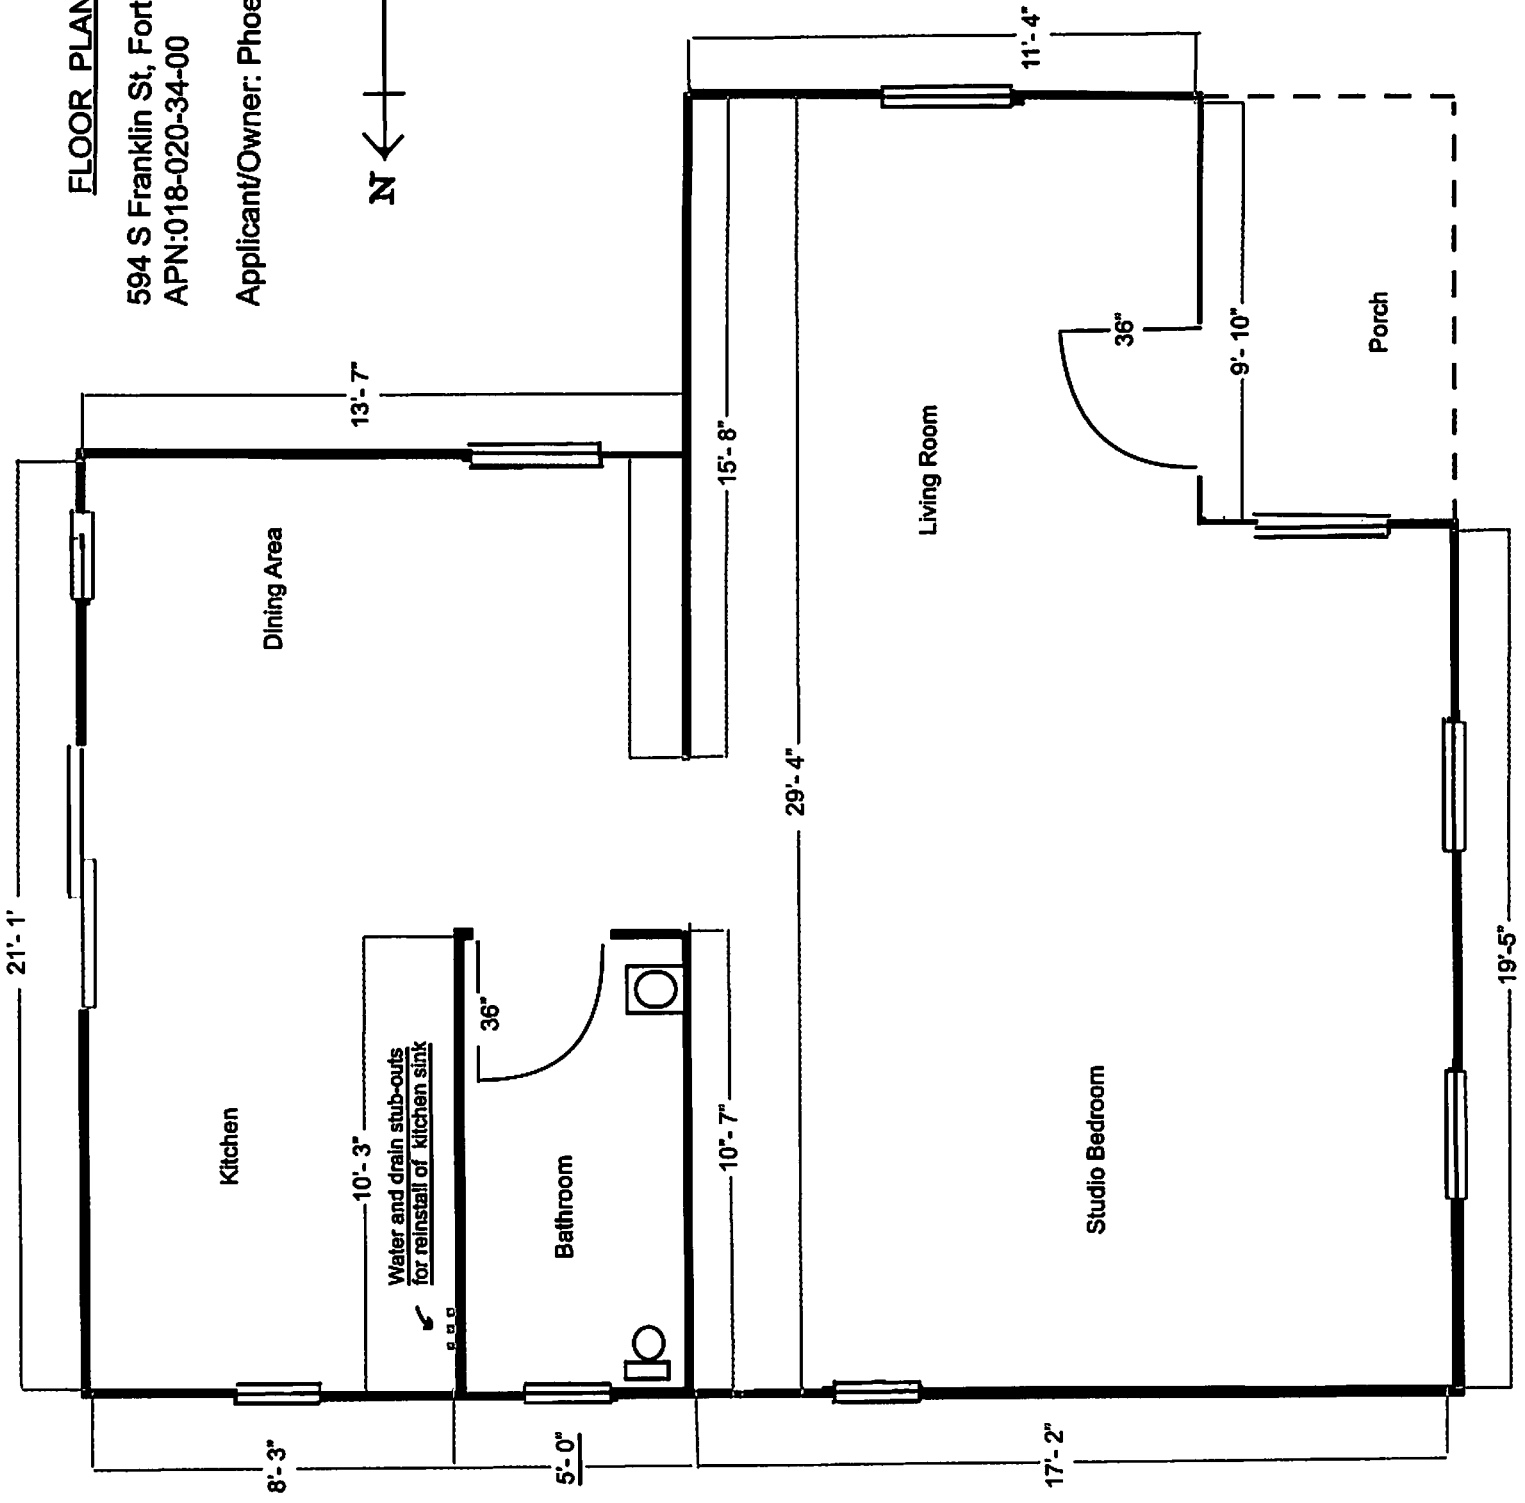 FLOOR PLAN
594 S Franklin St, Fort
APN:018-020-34-00
Applicant/Owner: Phoe
N
21'- 1'
13'- 7"
11'- 4"
Dining Area
Kitchen
10'- 3"
Water and drain stub-outs
for reinstall of kitchen sink
36"
Bathroom
15'- 8"
10"- 7"
29'- 4"
Living Room
36"
9'- 10"
Porch
Studio Bedroom
8'- 3"
5'- 0"
17'- 2"
19'-5"